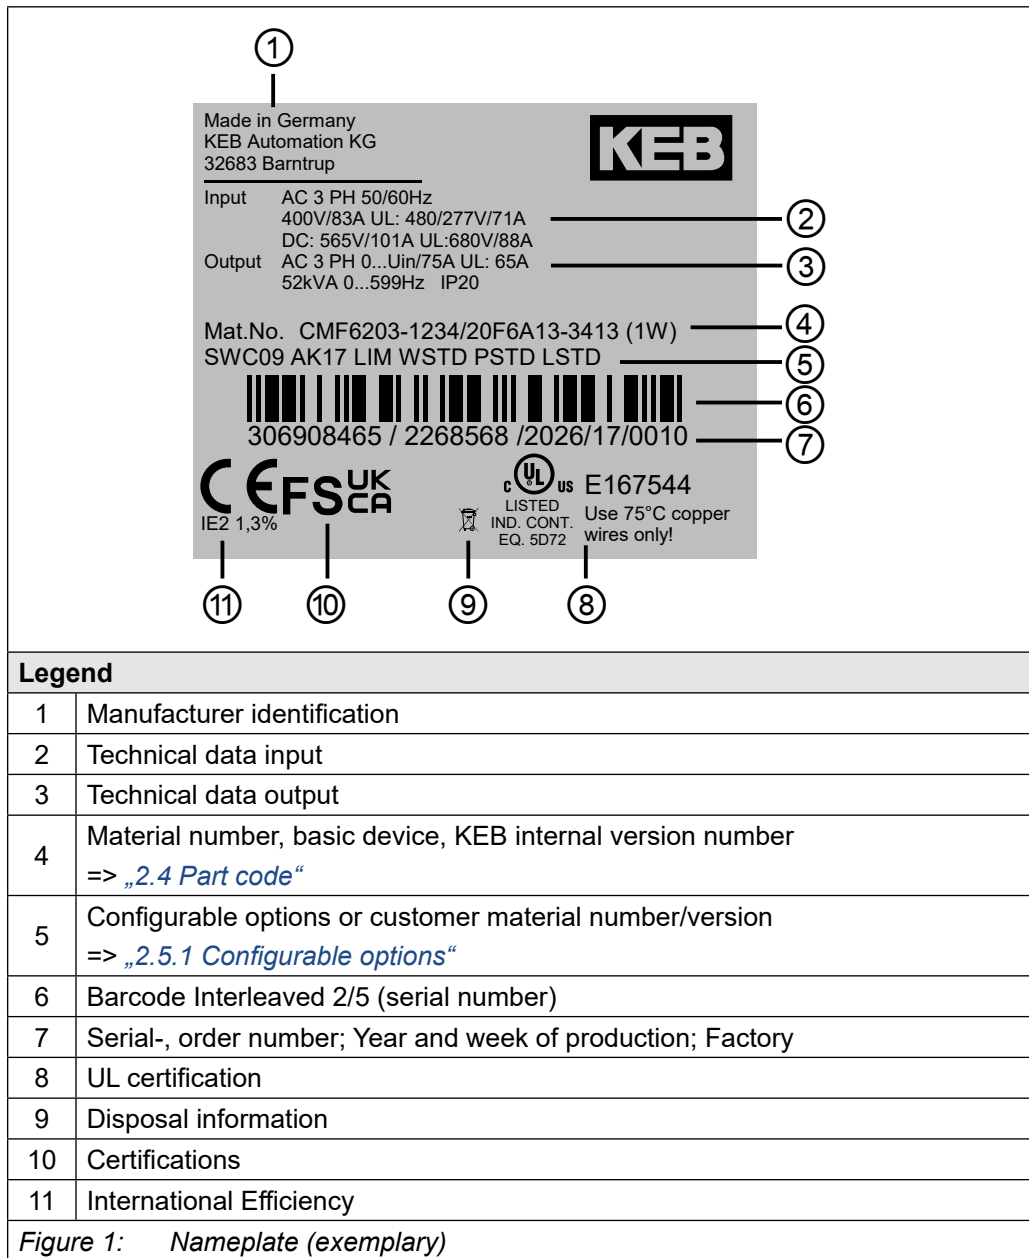 ①
Made in Germany
KEB Automation KG
32683 Barntrup
KEB
Input AC 3 PH 50/60Hz
400V/83A UL: 480/277V/71A ②
DC: 565V/101A UL:680V/88A
Output AC 3 PH 0...Uin/75A UL: 65A ③
52kVA 0...599Hz IP20
Mat.No. CMF6203-1234/20F6A13-3413 (1W) ④
SWC09 AK17 LIM WSTD PSTD LSTD ⑤
⑥
306908465 / 2268568 /2026/17/0010 ⑦
CE FS UK CA
IE2 1,3%
C UL US E167544
LISTED
IND. CONT.
EQ. 5D72
Use 75°C copper
wires only!
⑪ ⑩ ⑨ ⑧
Legend
1 Manufacturer identification
2 Technical data input
3 Technical data output
4 Material number, basic device, KEB internal version number
=> „2.4 Part code“
5 Configurable options or customer material number/version
=> „2.5.1 Configurable options“
6 Barcode Interleaved 2/5 (serial number)
7 Serial-, order number; Year and week of production; Factory
8 UL certification
9 Disposal information
10 Certifications
11 International Efficiency
Figure 1: Nameplate (exemplary)